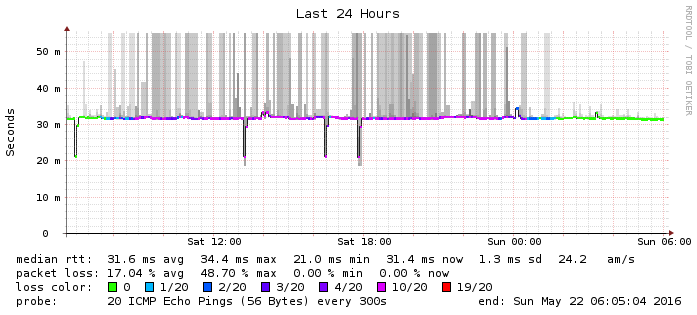 Last 24 Hours
RRDTOOL / TOBI OETIKER
Seconds
50 m
40 m
30 m
20 m
10 m
0
Sat 12:00 Sat 18:00 Sun 00:00 Sun 06:00
median rtt: 31.6 ms avg 34.4 ms max 21.0 ms min 31.4 ms now 1.3 ms sd 24.2 am/s
packet loss: 17.04 % avg 48.70 % max 0.00 % min 0.00 % now
loss color: 0 1/20 2/20 3/20 4/20 10/20 19/20
probe: 20 ICMP Echo Pings (56 Bytes) every 300s end: Sun May 22 06:05:04 2016